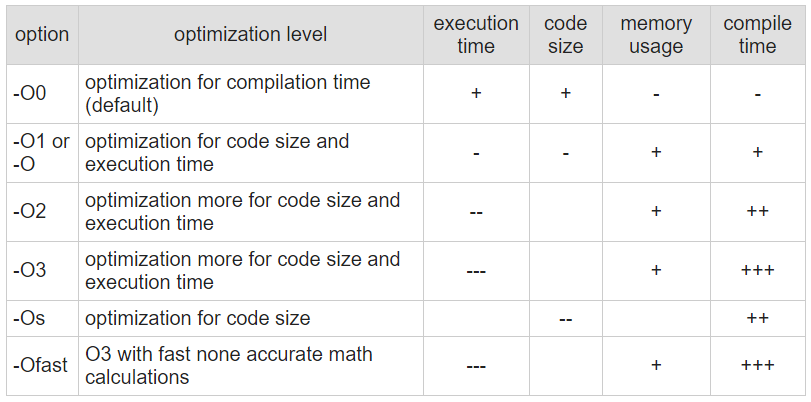 option optimization level execution time code size memory usage compile time
-O0 optimization for compilation time (default) + + - -
-O1 or -O optimization for code size and execution time - - + +
-O2 optimization more for code size and execution time -- + ++
-O3 optimization more for code size and execution time --- + +++
-Os optimization for code size -- ++
-Ofast O3 with fast none accurate math calculations --- + +++